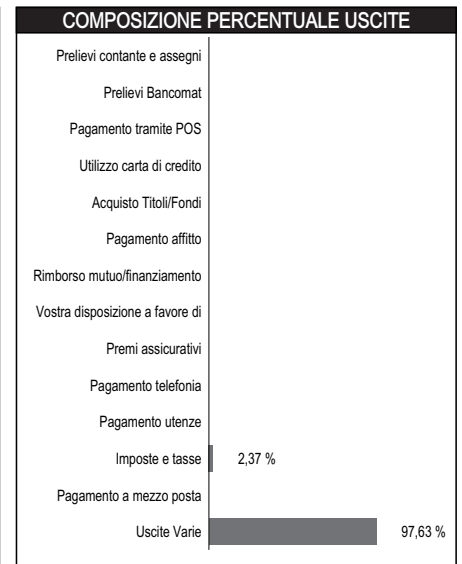 COMPOSIZIONE PERCENTUALE USCITE
Prelievi contante e assegni
Prelievi Bancomat
Pagamento tramite POS
Utilizzo carta di credito
Acquisto Titoli/Fondi
Pagamento affitto
Rimborso mutuo/finanziamento
Vostra disposizione a favore di
Premi assicurativi
Pagamento telefonia
Pagamento utenze
Imposte e tasse 2,37 %
Pagamento a mezzo posta
Uscite Varie 97,63 %